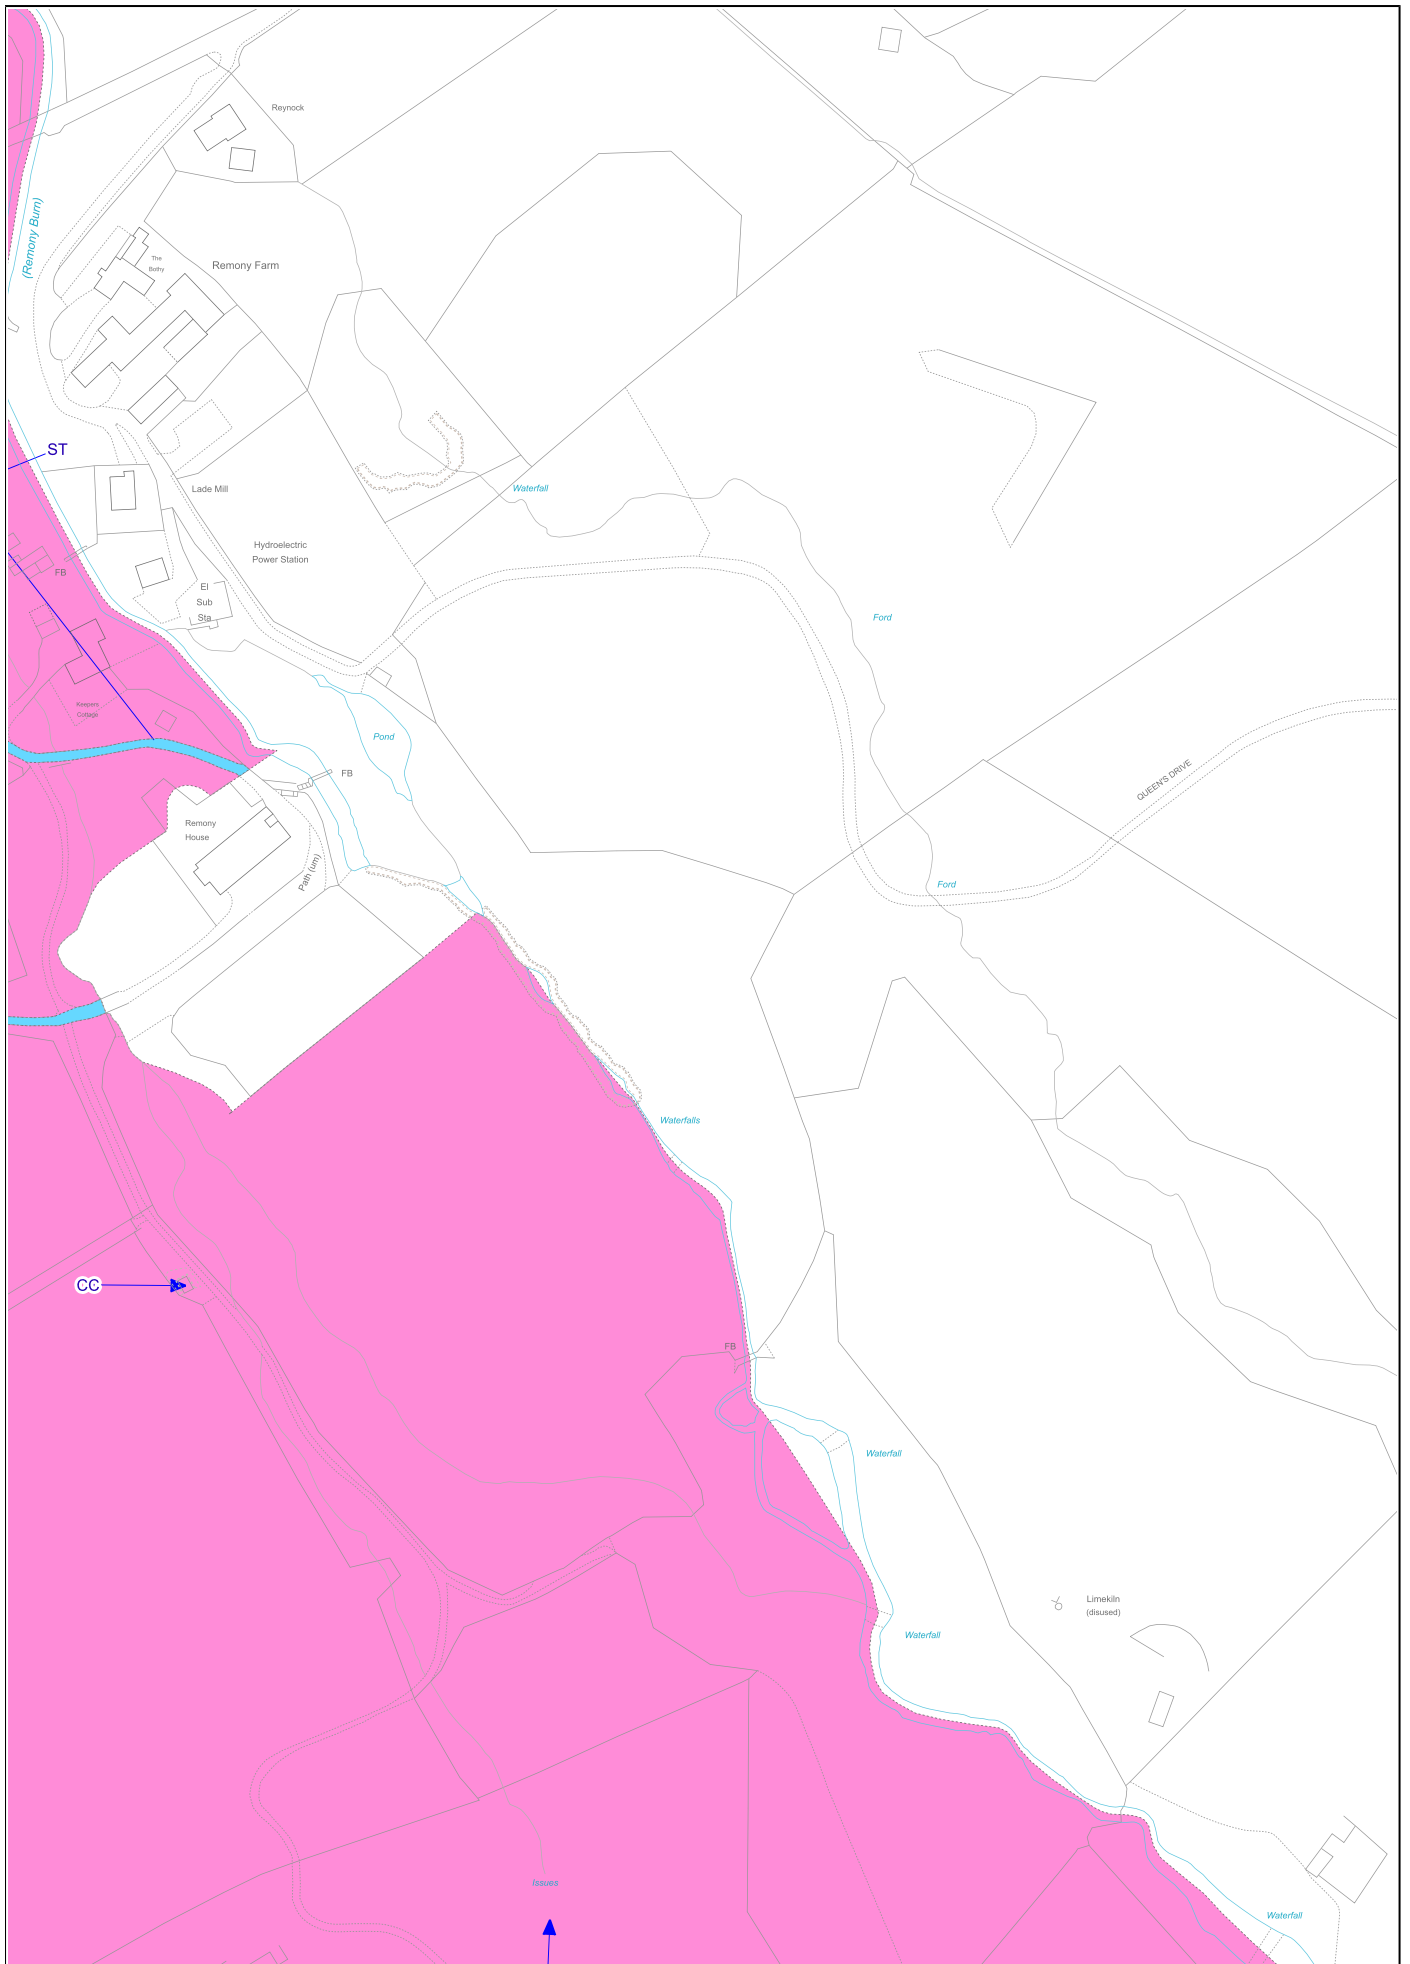 Reynock
(Remony Burn)
The
Bothy
Remony Farm
ST
Lade Mill
Waterfall
Hydroelectric
Power Station
FB
El
Sub
Sta
Ford
Keepers
Cottage
Pond
FB
QUEEN'S DRIVE
Remony
House
Path (um)
Ford
Waterfalls
CC
FB
Waterfall
Limekiln
(disused)
Waterfall
Issues
Waterfall